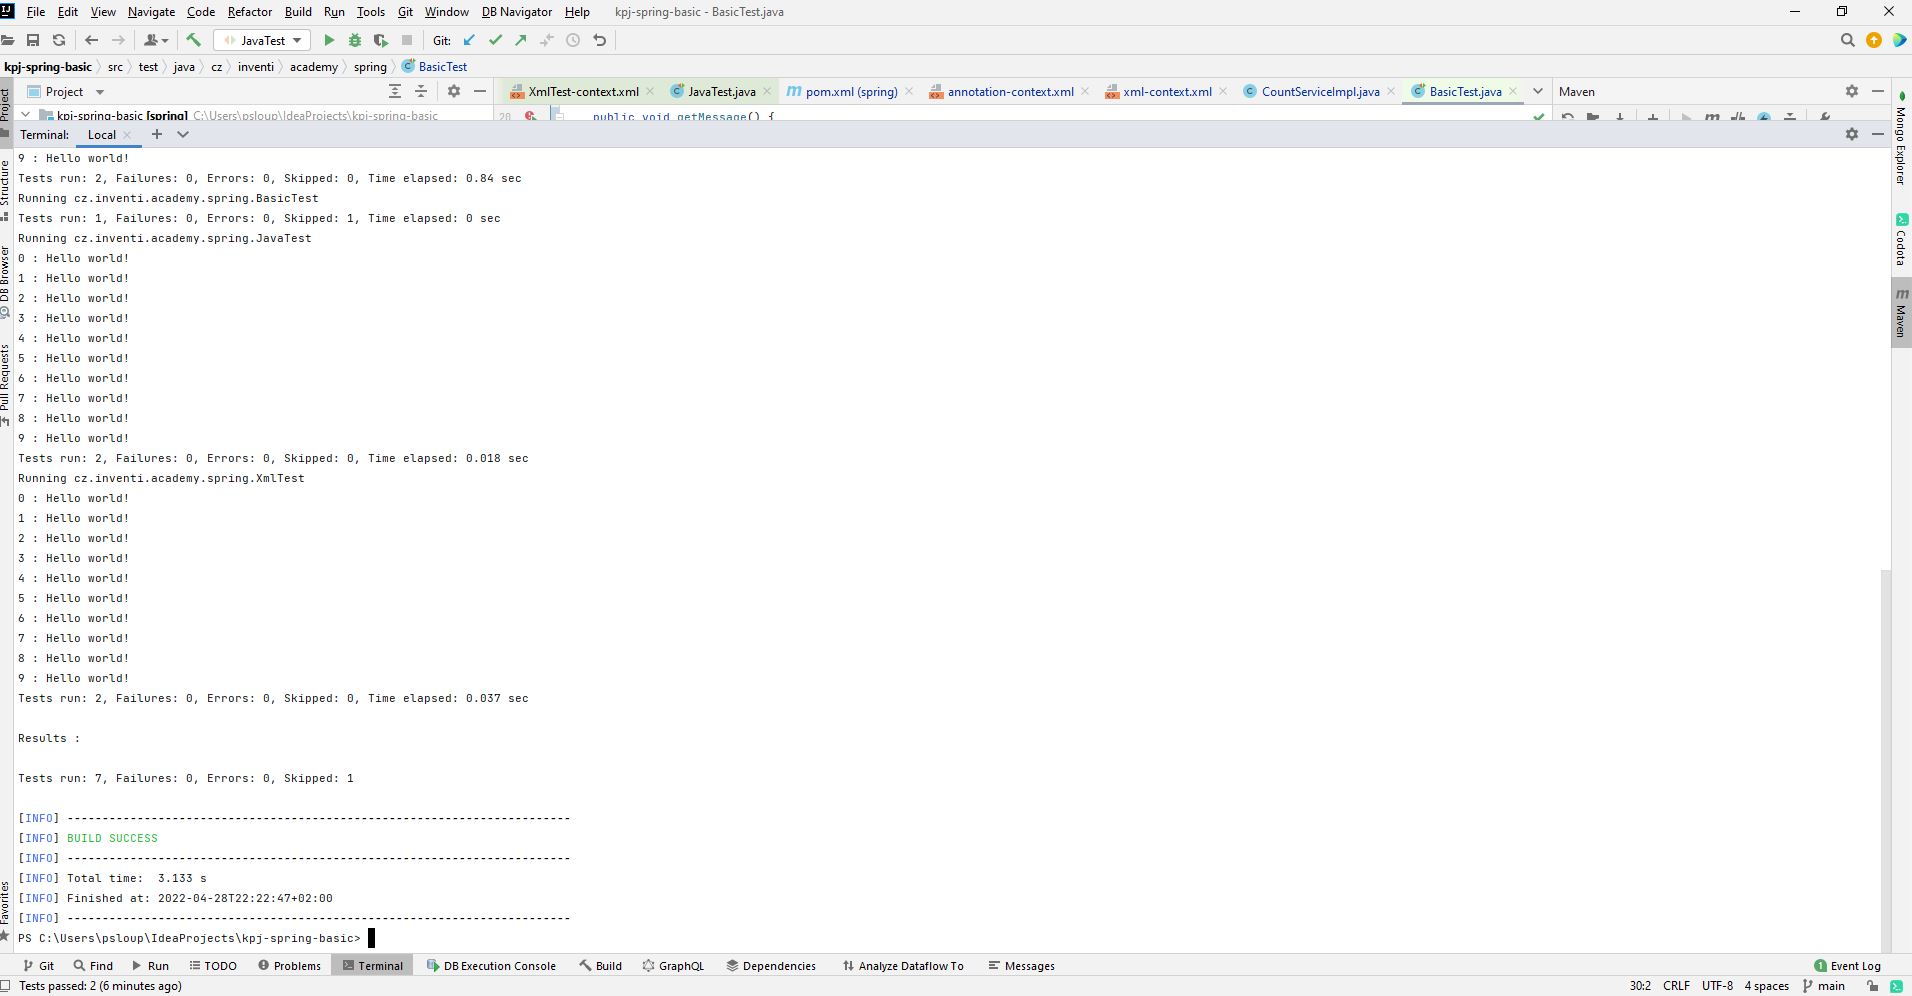 File Edit View Navigate Code Refactor Build Run Tools Git Window DB Navigator Help kpj-spring-basic - BasicTest.java
JavaTest Git:
kpj-spring-basic src test java cz inventi academy spring BasicTest
Project XmlTest-context.xml JavaTest.java pom.xml (spring) annotation-context.xml xml-context.xml CountServiceImpl.java BasicTest.java Maven
kpj-spring-basic [spring] C:\Users\psloup\IdeaProjects\kpj-spring-basic 20 public void getMessage() {
Terminal: Local
9 : Hello world!
Tests run: 2, Failures: 0, Errors: 0, Skipped: 0, Time elapsed: 0.84 sec
Running cz.inventi.academy.spring.BasicTest
Tests run: 1, Failures: 0, Errors: 0, Skipped: 1, Time elapsed: 0 sec
Running cz.inventi.academy.spring.JavaTest
0 : Hello world!
1 : Hello world!
2 : Hello world!
3 : Hello world!
4 : Hello world!
5 : Hello world!
6 : Hello world!
7 : Hello world!
8 : Hello world!
9 : Hello world!
Tests run: 2, Failures: 0, Errors: 0, Skipped: 0, Time elapsed: 0.018 sec
Running cz.inventi.academy.spring.XmlTest
0 : Hello world!
1 : Hello world!
2 : Hello world!
3 : Hello world!
4 : Hello world!
5 : Hello world!
6 : Hello world!
7 : Hello world!
8 : Hello world!
9 : Hello world!
Tests run: 2, Failures: 0, Errors: 0, Skipped: 0, Time elapsed: 0.037 sec
Results :
Tests run: 7, Failures: 0, Errors: 0, Skipped: 1
[INFO] ------------------------------------------------------------------------
[INFO] BUILD SUCCESS
[INFO] ------------------------------------------------------------------------
[INFO] Total time:  3.133 s
[INFO] Finished at: 2022-04-28T22:22:47+02:00
[INFO] ------------------------------------------------------------------------
PS C:\Users\psloup\IdeaProjects\kpj-spring-basic>
Git Find Run TODO Problems Terminal DB Execution Console Build GraphQL Dependencies Analyze Dataflow To Messages 1 Event Log
Tests passed: 2 (6 minutes ago) 30:2 CRLF UTF-8 4 spaces main
Project
Structure
DB Browser
Pull Requests
Favorites
Mongo Explorer
Codota
Maven